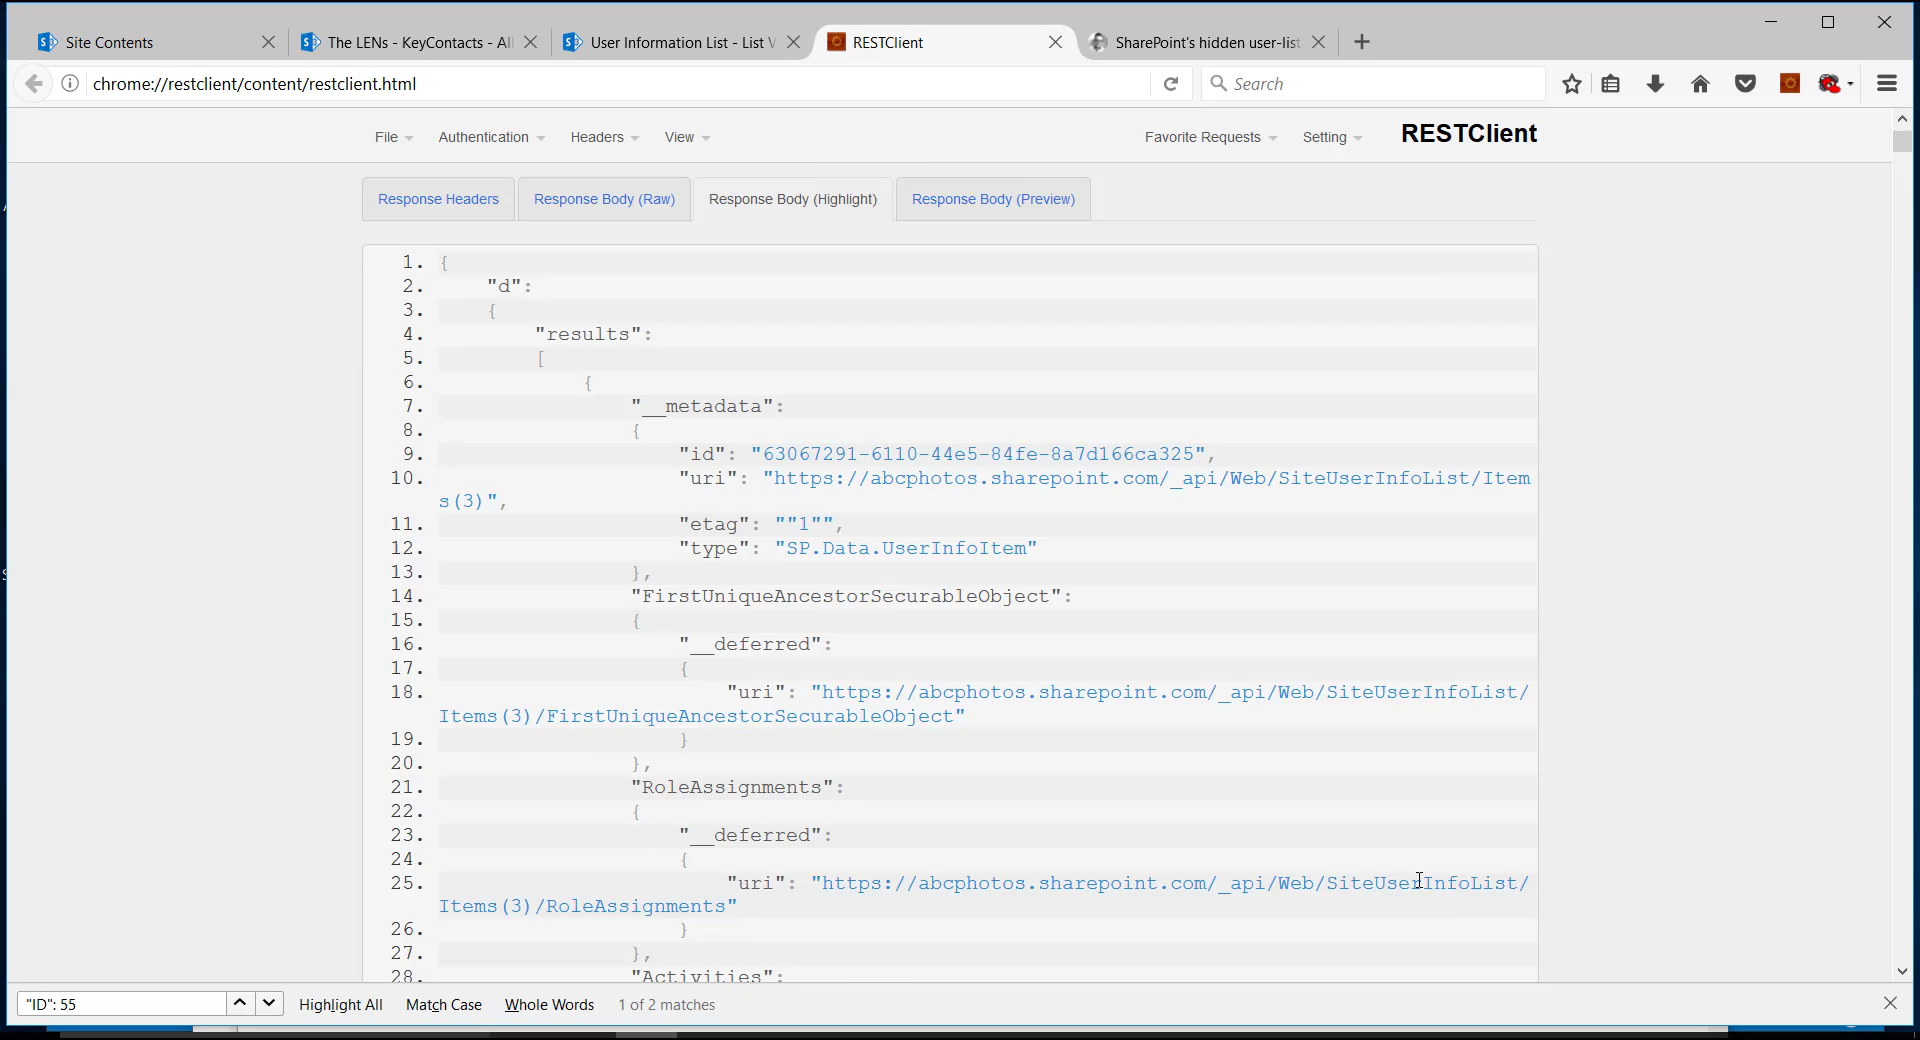 Site Contents
The LENs - KeyContacts - All
User Information List - List V
RESTClient
SharePoint's hidden user-list
chrome://restclient/content/restclient.html
Search
File
Authentication
Headers
View
Favorite Requests
Setting
RESTClient
Response Headers
Response Body (Raw)
Response Body (Highlight)
Response Body (Preview)
1. {
2. "d":
3. {
4. "results":
5. [
6. {
7. "__metadata":
8. {
9. "id": "63067291-6110-44e5-84fe-8a7d166ca325",
10. "uri": "https://abcphotos.sharepoint.com/_api/Web/SiteUserInfoList/Item
s(3)",
11. "etag": ""1"",
12. "type": "SP.Data.UserInfoItem"
13. },
14. "FirstUniqueAncestorSecurableObject":
15. {
16. "__deferred":
17. {
18. "uri": "https://abcphotos.sharepoint.com/_api/Web/SiteUserInfoList/
Items(3)/FirstUniqueAncestorSecurableObject"
19. }
20. },
21. "RoleAssignments":
22. {
23. "__deferred":
24. {
25. "uri": "https://abcphotos.sharepoint.com/_api/Web/SiteUserInfoList/
Items(3)/RoleAssignments"
26. }
27. },
28. "Activities":
"ID": 55
Highlight All
Match Case
Whole Words
1 of 2 matches